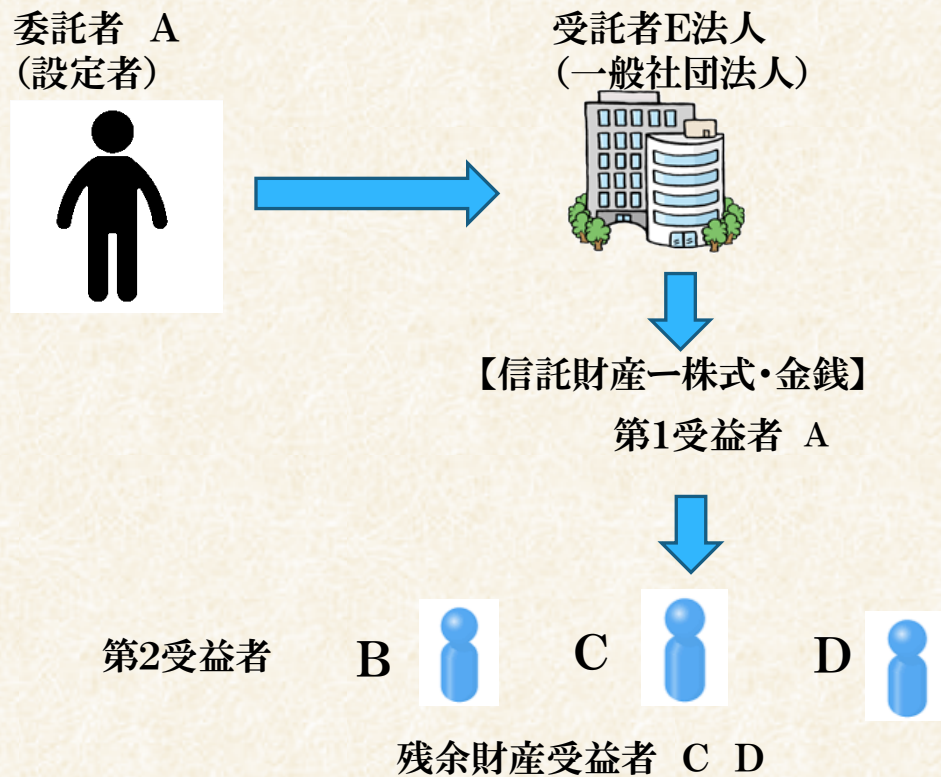 委託者 A
(設定者)
受託者E法人
(一般社団法人)
【信託財産ー株式・金銭】
第1受益者 A
第2受益者 B C D
残余財産受益者 C D